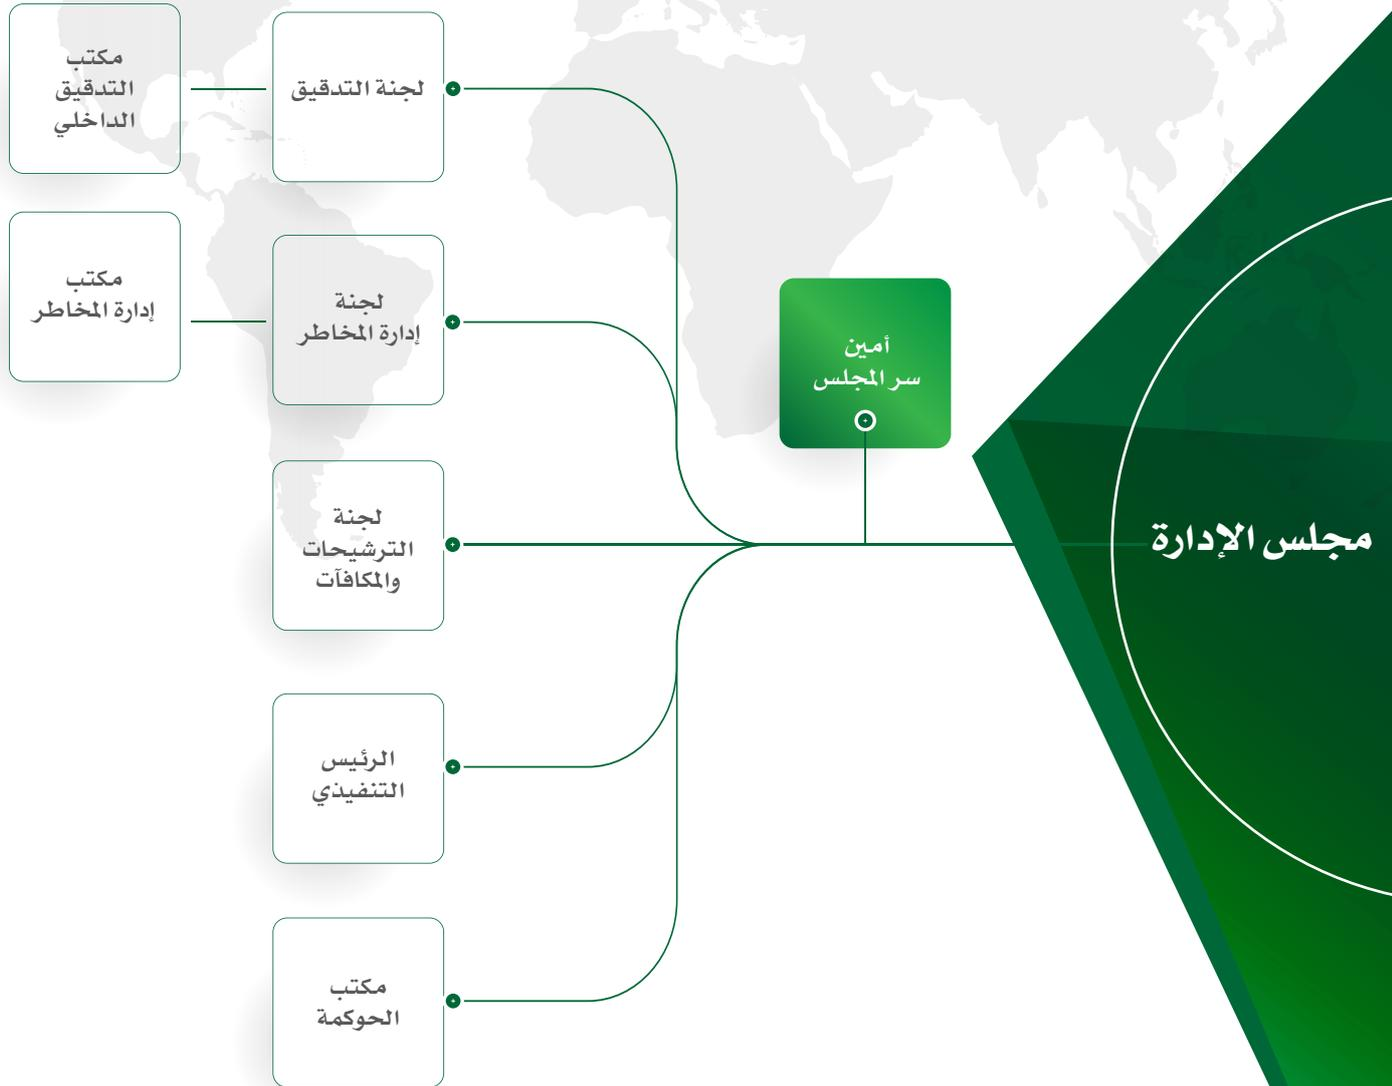 مجلس الإدارة
أمين
سر المجلس
لجنة التدقيق
مكتب
التدقيق
الداخلي
لجنة
إدارة المخاطر
مكتب
إدارة المخاطر
لجنة
الترشيحات
والمكافآت
الرئيس
التنفيذي
مكتب
الحوكمة